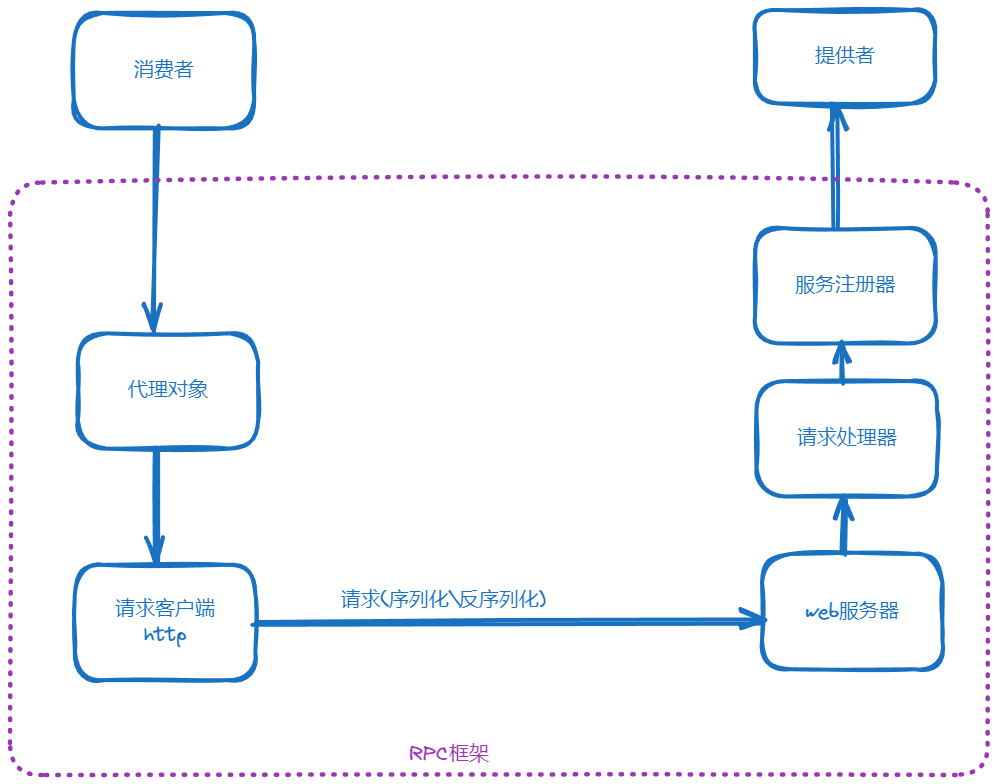 消费者
提供者
服务注册器
代理对象
请求处理器
请求(序列化\反序列化)
请求客户端
http
web服务器
RPC框架